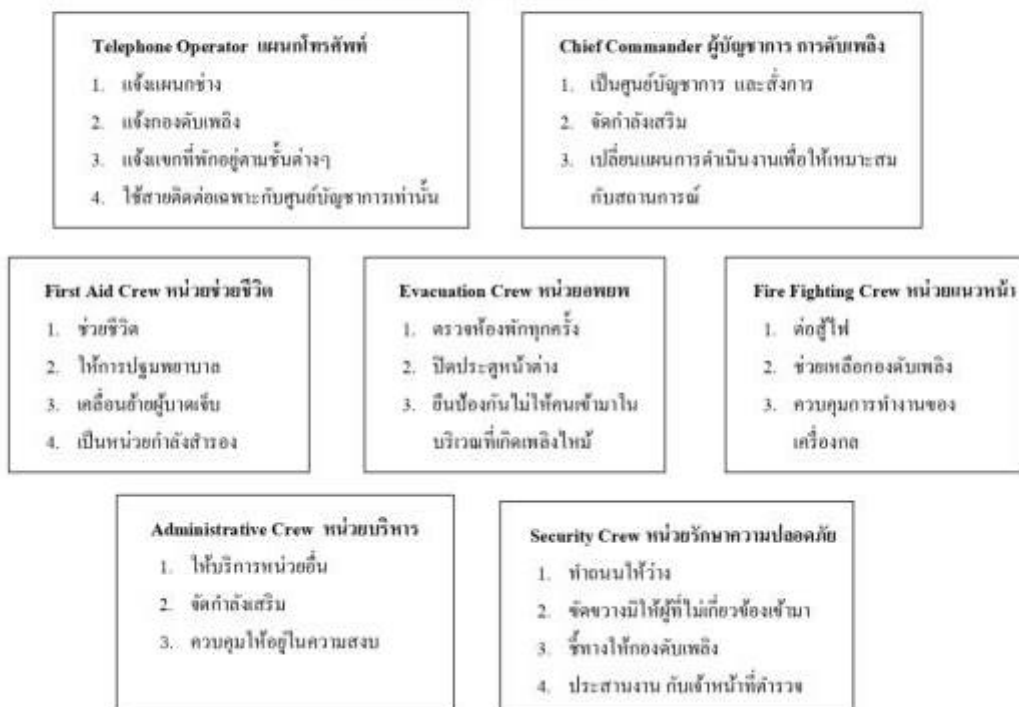 Telephone Operator แผนกโทรศัพท์
1. แจ้งแผนกช่าง
2. แจ้งกองดับเพลิง
3. แจ้งแขกที่พักอยู่ตามชั้นต่างๆ
4. ใช้สายติดต่อเฉพาะกับศูนย์บัญชาการเท่านั้น
Chief Commander ผู้บัญชาการ การดับเพลิง
1. เป็นศูนย์บัญชาการ และสั่งการ
2. จัดกำลังเสริม
3. เปลี่ยนแผนการดำเนินงานเพื่อให้เหมาะสม
กับสถานการณ์
First Aid Crew หน่วยช่วยชีวิต
1. ช่วยชีวิต
2. ให้การปฐมพยาบาล
3. เคลื่อนย้ายผู้บาดเจ็บ
4. เป็นหน่วยกำลังสำรอง
Evacuation Crew หน่วยอพยพ
1. ตรวจห้องพักทุกครั้ง
2. ปิดประตูหน้าต่าง
3. ยืนป้องกันไม่ให้คนเข้ามาใน
บริเวณที่เกิดเพลิงไหม้
Fire Fighting Crew หน่วยแนวหน้า
1. ต่อสู้ไฟ
2. ช่วยเหลือกองดับเพลิง
3. ควบคุมการทำงานของ
เครื่องกล
Administrative Crew หน่วยบริหาร
1. ให้บริการหน่วยอื่น
2. จัดกำลังเสริม
3. ควบคุมให้อยู่ในความสงบ
Security Crew หน่วยรักษาความปลอดภัย
1. ทำถนนให้ว่าง
2. ขัดขวางมิให้ผู้ที่ไม่เกี่ยวข้องเข้ามา
3. ชี้ทางให้กองดับเพลิง
4. ประสานงาน กับเจ้าหน้าที่ตำรวจ